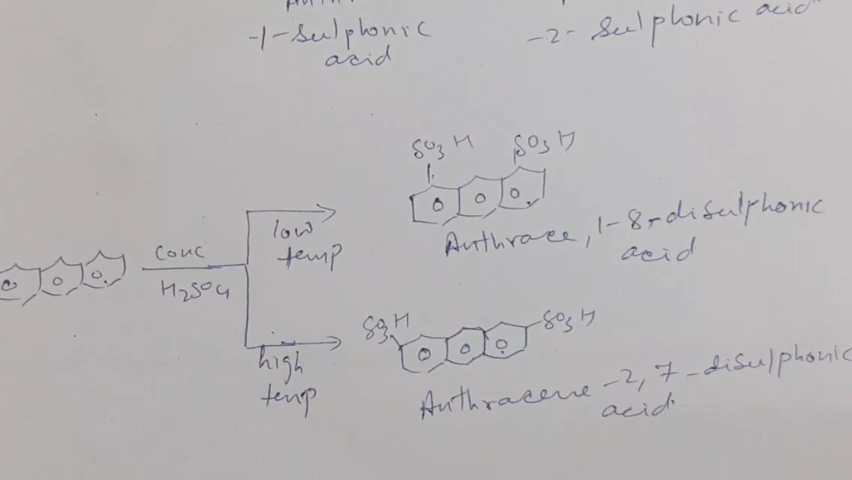 -1-Sulphonic
acid
-2- Sulphonic acid
SO3H
SO3H
low
temp
Anthrace, 1-8,-disulphonic
acid
Conc
H2SO4
SO3H
SO3H
high
temp
Anthracene -2, 7-disulphonic
acid